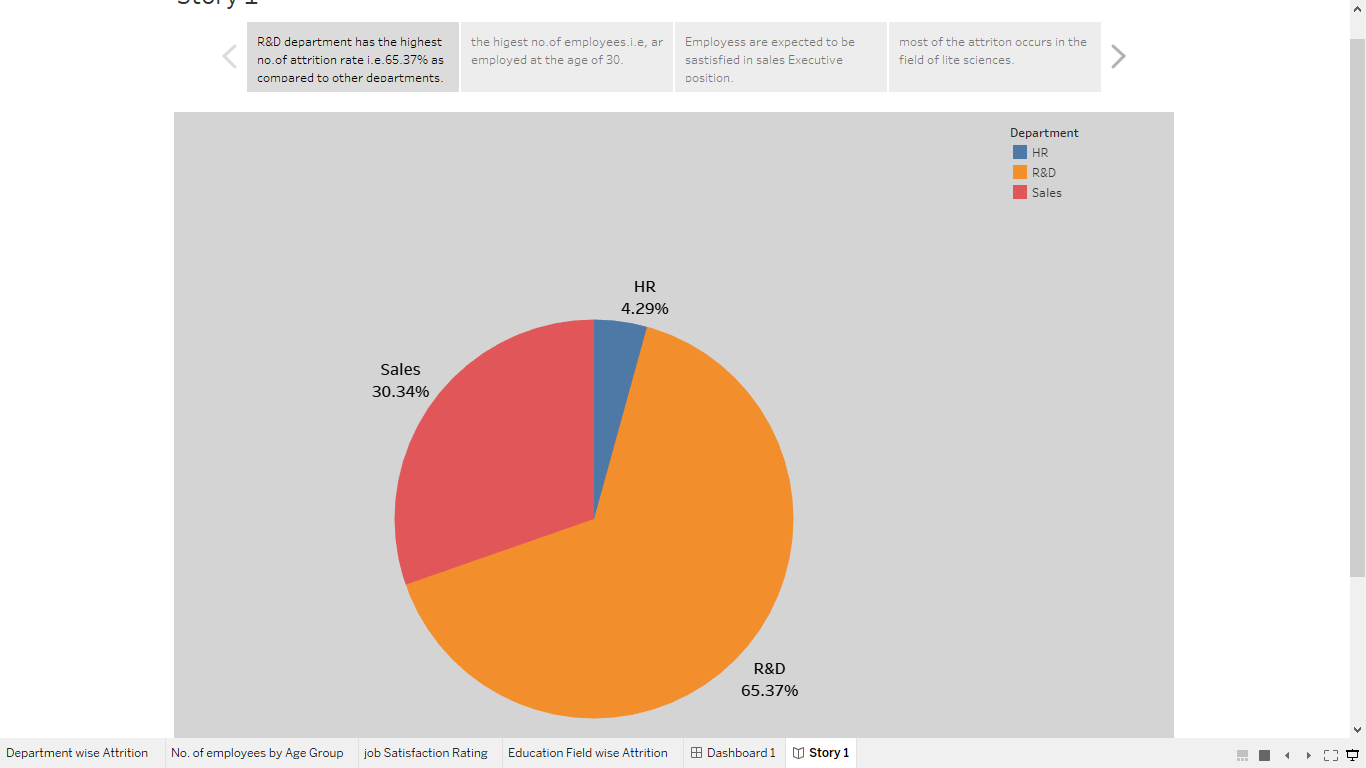 Story 1
R&D department has the highest
no.of attrition rate i.e.65.37% as
compared to other departments.
the higest no.of employees.i.e, ar
employed at the age of 30.
Employess are expected to be
sastisfied in sales Executive
position.
most of the attriton occurs in the
field of lite sciences.
Department
HR
R&D
Sales
HR
4.29%
Sales
30.34%
R&D
65.37%
Department wise Attrition
No. of employees by Age Group
job Satisfaction Rating
Education Field wise Attrition
Dashboard 1
Story 1